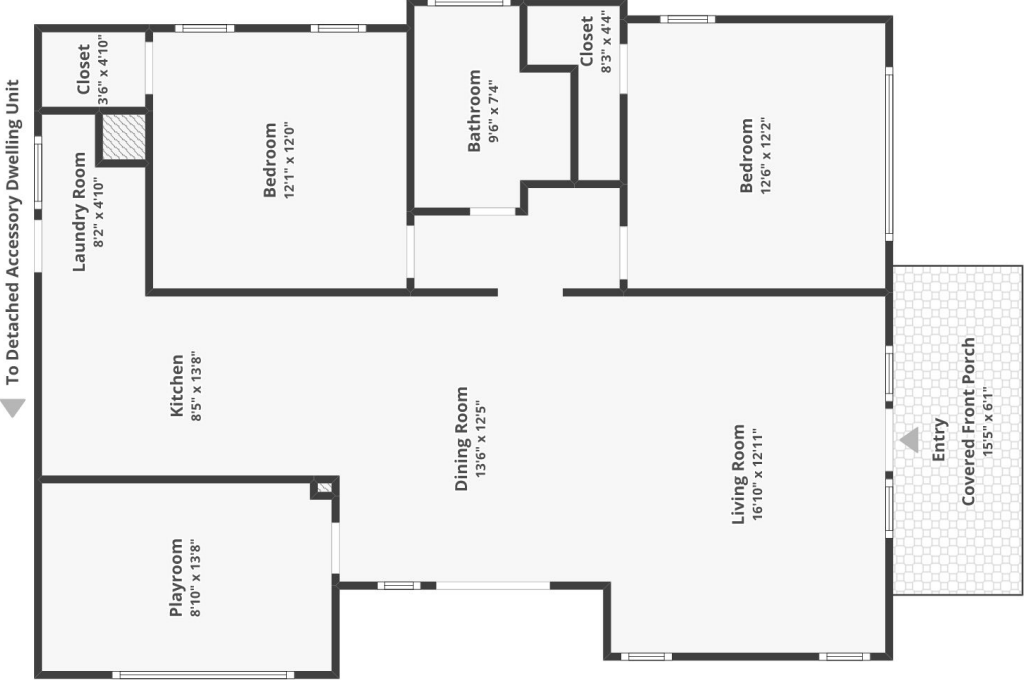 To Detached Accessory Dwelling Unit
Closet
3'6" x 4'10"
Laundry Room
8'2" x 4'10"
Bedroom
12'1" x 12'0"
Bathroom
9'6" x 7'4"
Closet
8'3" x 4'4"
Bedroom
12'6" x 12'2"
Kitchen
8'5" x 13'8"
Dining Room
13'6" x 12'5"
Living Room
16'10" x 12'11"
Entry
Covered Front Porch
15'5" x 6'1"
Playroom
8'10" x 13'8"